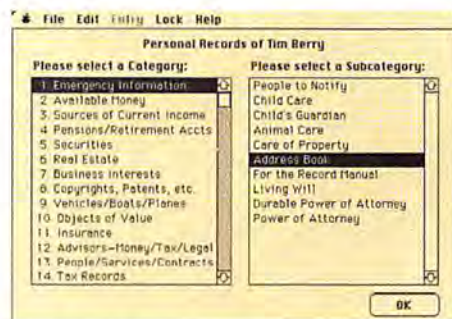 File Edit Entry Lock Help
Personal Records of Tim Berry
Please select a Category:
1. Emergency Information
2. Available Money
3. Sources of Current Income
4. Pensions/Retirement Accts
5. Securities
6. Real Estate
7. Business Interests
8. Copyrights, Patents, etc.
9. Vehicles/Boats/Planes
10. Objects of Value
11. Insurance
12. Advisors-Money/Tax/Legal
13. People/Services/Contracts
14. Tax Records
Please select a Subcategory:
People to Notify
Child Care
Child's Guardian
Animal Care
Care of Property
Address Book
For the Record Manual
Living Will
Durable Power of Attorney
Power of Attorney
OK